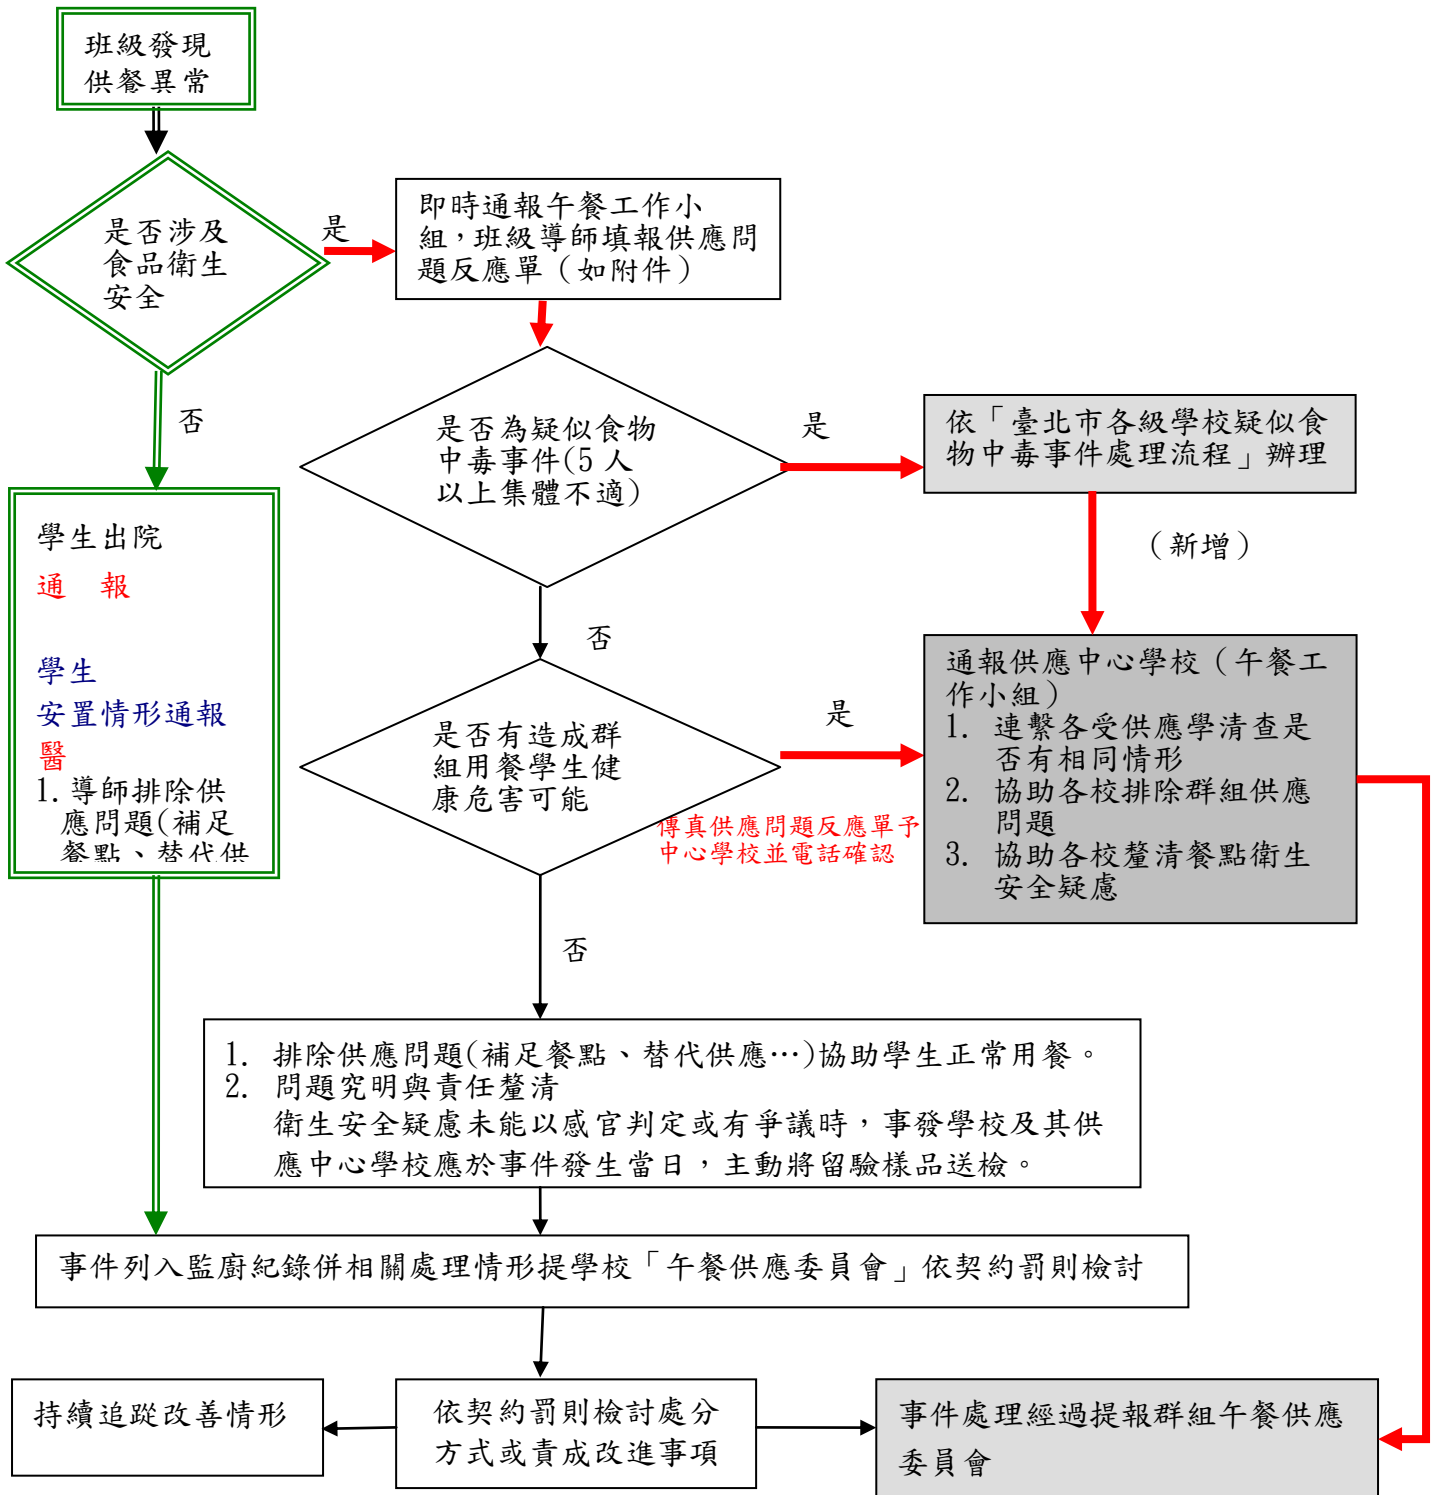 班級發現
供餐異常
是否涉及
食品衛生
安全
是
即時通報午餐工作小
組，班級導師填報供應問
題反應單（如附件）
否
是否為疑似食物
中毒事件(5 人
以上集體不適)
是
依「臺北市各級學校疑似食
物中毒事件處理流程」辦理
（新增）
學生出院
通　報
學生
安置情形通報
醫
1. 導師排除供
應問題(補足
餐點、替代供
否
是否有造成群
組用餐學生健
康危害可能
是
傳真供應問題反應單予
中心學校並電話確認
通報供應中心學校（午餐工
作小組）
1. 連繫各受供應學清查是
否有相同情形
2. 協助各校排除群組供應
問題
3. 協助各校釐清餐點衛生
安全疑慮
否
1. 排除供應問題(補足餐點、替代供應…)協助學生正常用餐。
2. 問題究明與責任釐清
衛生安全疑慮未能以感官判定或有爭議時，事發學校及其供
應中心學校應於事件發生當日，主動將留驗樣品送檢。
事件列入監廚紀錄併相關處理情形提學校「午餐供應委員會」依契約罰則檢討
持續追蹤改善情形
依契約罰則檢討處分
方式或責成改進事項
事件處理經過提報群組午餐供應
委員會